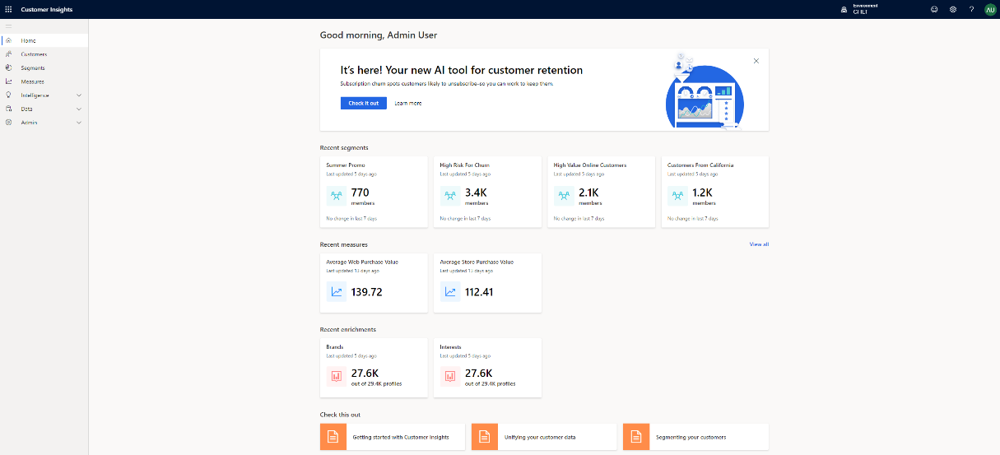 Customer Insights
Environment
AU
Home
Customers
Segments
Measures
Intelligence
Data
Admin
Good morning, Admin User
It's here! Your new AI tool for customer retention
Subscription churn spots customers likely to unsubscribe-so you can work to keep them.
Check it out
Learn more
Recent segments
Summer Promo
Last updated 5 days ago
770
members
No change in last 7 days
High Risk For Churn
Last updated 5 days ago
3.4K
members
No change in last 7 days
High Value Online Customers
Last updated 5 days ago
2.1K
members
No change in last 7 days
Customers From California
Last updated 5 days ago
1.2K
members
No change in last 7 days
Recent measures
View all
Average Web Purchase Value
Last updated 13 days ago
139.72
Average Store Purchase Value
Last updated 13 days ago
112.41
Recent enrichments
Brands
Last updated 5 days ago
27.6K
out of 29.4K profiles
Interests
Last updated 5 days ago
27.6K
out of 29.4K profiles
Check this out
Getting started with Customer Insights
Unifying your customer data
Segmenting your customers